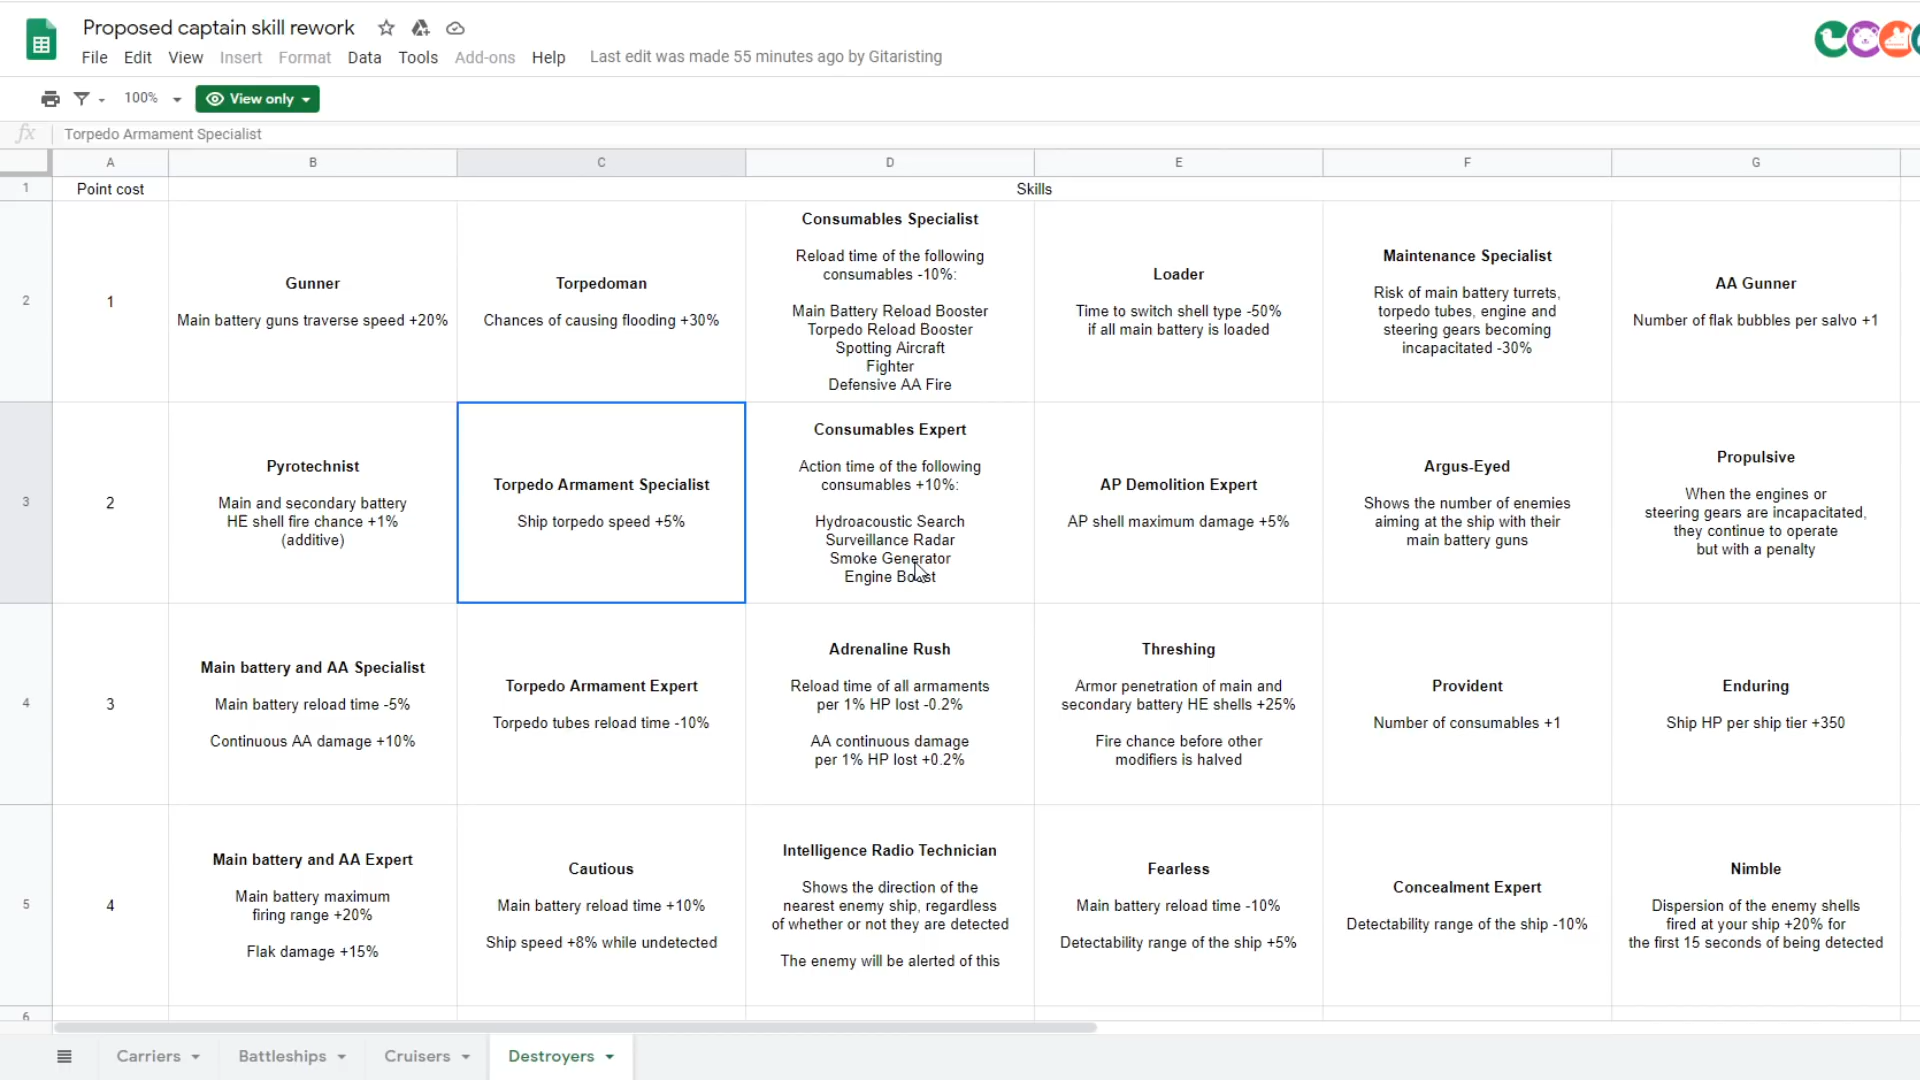 Proposed captain skill rework
File Edit View Insert Format Data Tools Add-ons Help Last edit was made 55 minutes ago by Gitaristing
100% View only
fx Torpedo Armament Specialist
A B C D E F G
1 Point cost Skills
2
1
Gunner
Main battery guns traverse speed +20%
Torpedoman
Chances of causing flooding +30%
Consumables Specialist
Reload time of the following
consumables -10%:
Main Battery Reload Booster
Torpedo Reload Booster
Spotting Aircraft
Fighter
Defensive AA Fire
Loader
Time to switch shell type -50%
if all main battery is loaded
Maintenance Specialist
Risk of main battery turrets,
torpedo tubes, engine and
steering gears becoming
incapacitated -30%
AA Gunner
Number of flak bubbles per salvo +1
3
2
Pyrotechnist
Main and secondary battery
HE shell fire chance +1%
(additive)
Torpedo Armament Specialist
Ship torpedo speed +5%
Consumables Expert
Action time of the following
consumables +10%:
Hydroacoustic Search
Surveillance Radar
Smoke Generator
Engine Boost
AP Demolition Expert
AP shell maximum damage +5%
Argus-Eyed
Shows the number of enemies
aiming at the ship with their
main battery guns
Propulsive
When the engines or
steering gears are incapacitated,
they continue to operate
but with a penalty
4
3
Main battery and AA Specialist
Main battery reload time -5%
Continuous AA damage +10%
Torpedo Armament Expert
Torpedo tubes reload time -10%
Adrenaline Rush
Reload time of all armaments
per 1% HP lost -0.2%
AA continuous damage
per 1% HP lost +0.2%
Threshing
Armor penetration of main and
secondary battery HE shells +25%
Fire chance before other
modifiers is halved
Provident
Number of consumables +1
Enduring
Ship HP per ship tier +350
5
4
Main battery and AA Expert
Main battery maximum
firing range +20%
Flak damage +15%
Cautious
Main battery reload time +10%
Ship speed +8% while undetected
Intelligence Radio Technician
Shows the direction of the
nearest enemy ship, regardless
of whether or not they are detected
The enemy will be alerted of this
Fearless
Main battery reload time -10%
Detectability range of the ship +5%
Concealment Expert
Detectability range of the ship -10%
Nimble
Dispersion of the enemy shells
fired at your ship +20% for
the first 15 seconds of being detected
6
Carriers Battleships Cruisers Destroyers